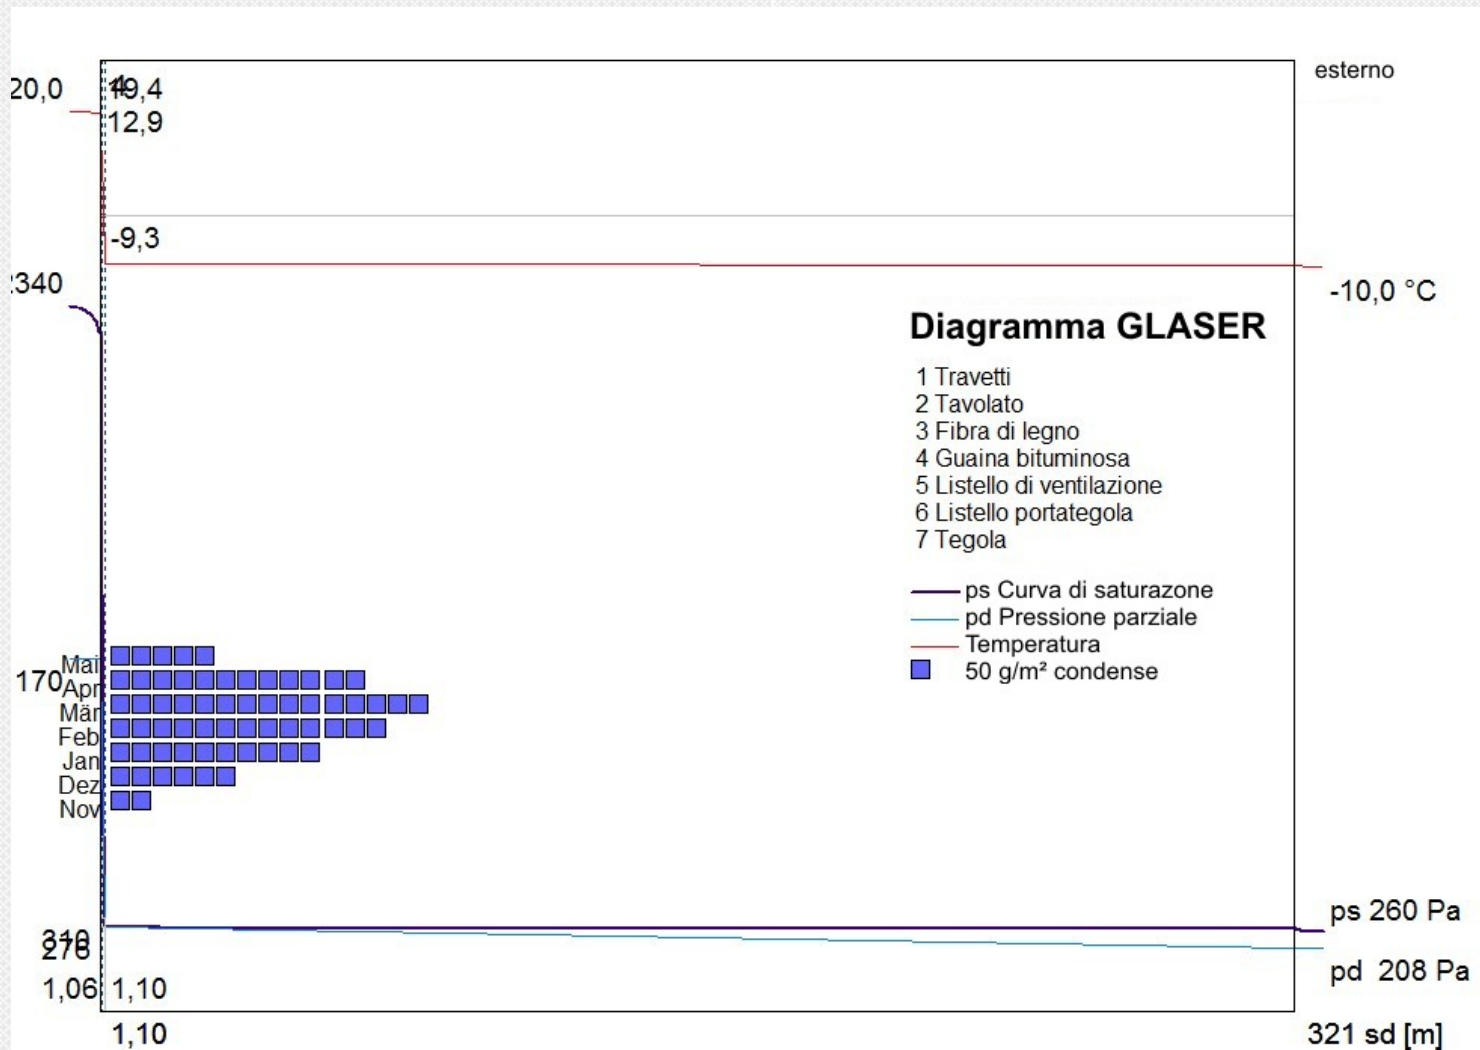 20,0
19,4
12,9
esterno
-9,3
340
-10,0 °C
Diagramma GLASER
1 Travetti
2 Tavolato
3 Fibra di legno
4 Guaina bituminosa
5 Listello di ventilazione
6 Listello portategola
7 Tegola
ps Curva di saturazone
pd Pressione parziale
Temperatura
50 g/m² condense
Mai
170
Apr
Mär
Feb
Jan
Dez
Nov
ps 260 Pa
276
pd 208 Pa
1,06 1,10
1,10
321 sd [m]